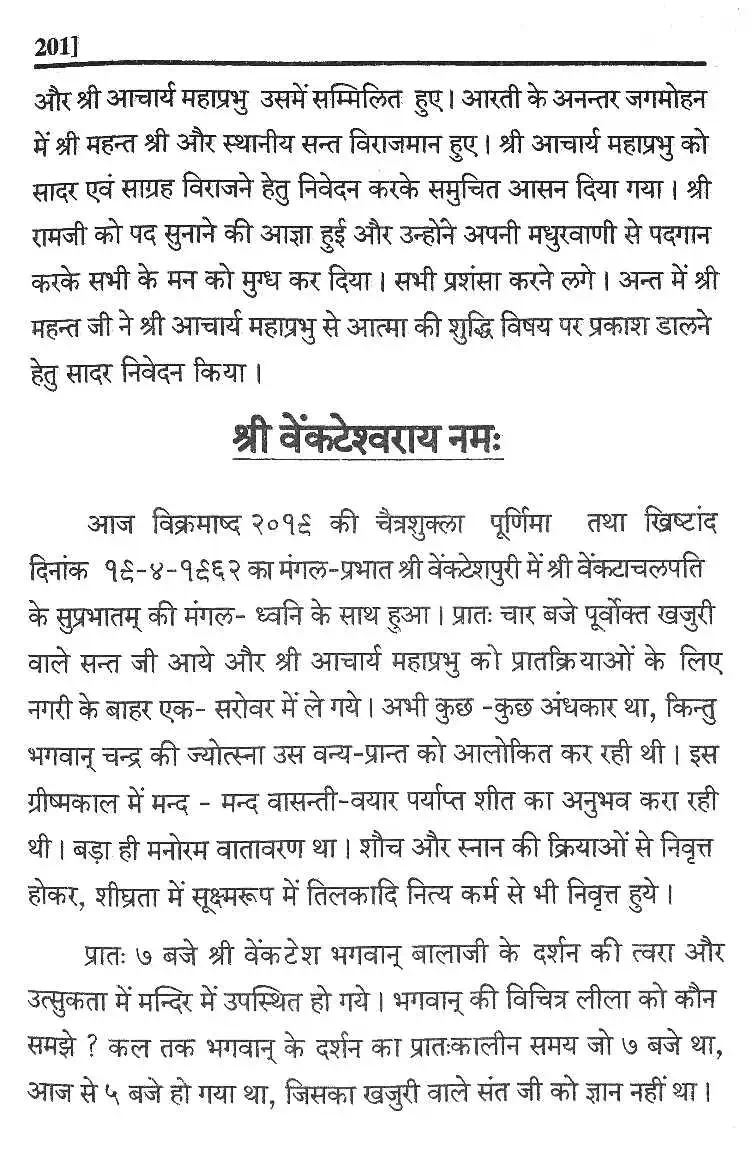 201]
और श्री आचार्य महाप्रभु उसमें सम्मिलित हुए। आरती के अनन्तर जगमोहन
में श्री महन्त श्री और स्थानीय सन्त विराजमान हुए। श्री आचार्य महाप्रभु को
सादर एवं साग्रह विराजने हेतु निवेदन करके समुचित आसन दिया गया। श्री
रामजी को पद सुनाने की आज्ञा हुई और उन्होने अपनी मधुरवाणी से पदगान
करके सभी के मन को मुग्ध कर दिया। सभी प्रशंसा करने लगे। अन्त में श्री
महन्त जी ने श्री आचार्य महाप्रभु से आत्मा की शुद्धि विषय पर प्रकाश डालने
हेतु सादर निवेदन किया।
श्री वेंकटेश्वराय नमः
आज विक्रमाष्द २०१९ की चैत्रशुक्ला पूर्णिमा तथा ख्रिष्टांद
दिनांक १९-४-१९६२ का मंगल-प्रभात श्री वेंक्टेशपुरी में श्री वेंकटाचलपति
के सुप्रभातम् की मंगल- ध्वनि के साथ हुआ। प्रातः चार बजे पूर्वोक्त खजुरी
वाले सन्त जी आये और श्री आचार्य महाप्रभु को प्रातक्रियाओं के लिए
नगरी के बाहर एक- सरोवर में ले गये। अभी कुछ -कुछ अंधकार था, किन्तु
भगवान् चन्द्र की ज्योत्स्ना उस वन्य-प्रान्त को आलोकित कर रही थी। इस
ग्रीष्मकाल में मन्द - मन्द वासन्ती-वयार पर्याप्त शीत का अनुभव करा रही
थी। बड़ा ही मनोरम वातावरण था। शौच और स्नान की क्रियाओं से निवृत्त
होकर, शीघ्रता में सूक्ष्मरूप में तिलकादि नित्य कर्म से भी निवृत्त हुये।
प्रातः ७ बजे श्री वेंकटेश भगवान् बालाजी के दर्शन की त्वरा और
उत्सुकता में मन्दिर में उपस्थित हो गये। भगवान् की विचित्र लीला को कौन
समझे ? कल तक भगवान् के दर्शन का प्रातःकालीन समय जो ७ बजे था,
आज से ५ बजे हो गया था, जिसका खजुरी वाले संत जी को ज्ञान नहीं था।